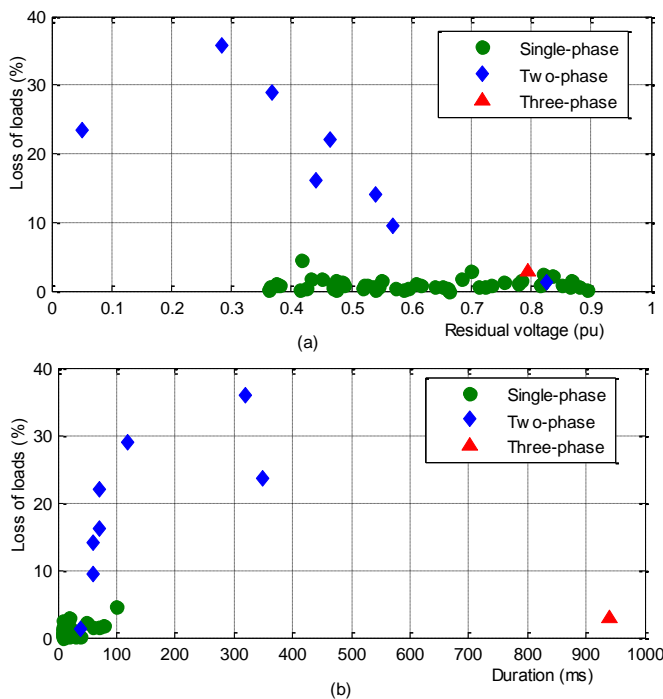 40
30
20
10
0
Loss of loads (%)
Single-phase
Two-phase
Three-phase
0 0.1 0.2 0.3 0.4 0.5 0.6 0.7 0.8 0.9 1
Residual voltage (pu)
(a)
40
30
20
10
0
Loss of loads (%)
Single-phase
Two-phase
Three-phase
0 100 200 300 400 500 600 700 800 900 1000
Duration (ms)
(b)